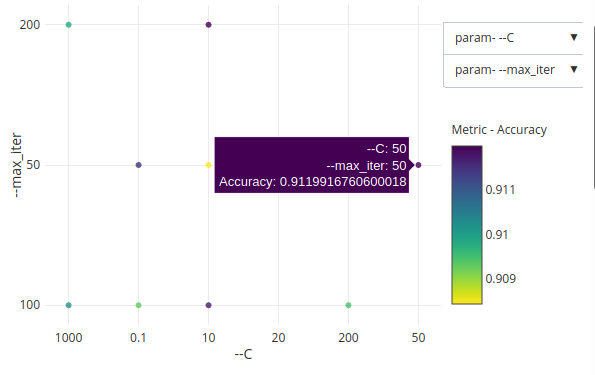 200
50
100
--max_iter
1000
0.1
10
20
200
50
--C
--C: 50
--max_iter: 50
Accuracy: 0.9119916760600018
param- --C
▼
param- --max_iter
▼
Metric - Accuracy
0.911
0.91
0.909